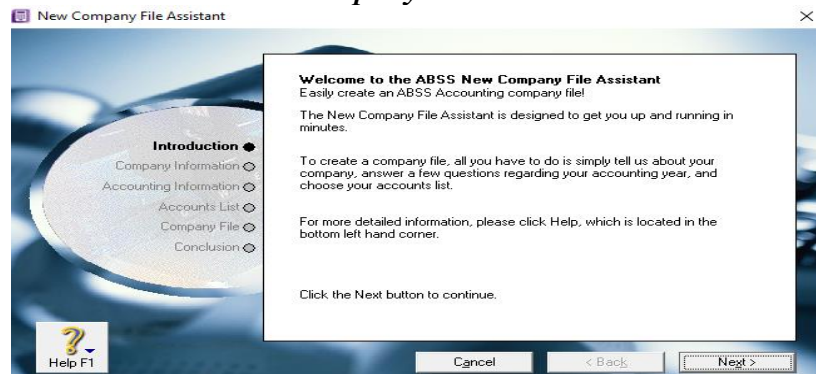 New Company File Assistant
Welcome to the ABSS New Company File Assistant
Easily create an ABSS Accounting company file!
The New Company File Assistant is designed to get you up and running in
minutes.
To create a company file, all you have to do is simply tell us about your
company, answer a few questions regarding your accounting year, and
choose your accounts list.
For more detailed information, please click Help, which is located in the
bottom left hand corner.
Click the Next button to continue.
Introduction
Company Information
Accounting Information
Accounts List
Company File
Conclusion
Help F1
Cancel
< Back
Next >